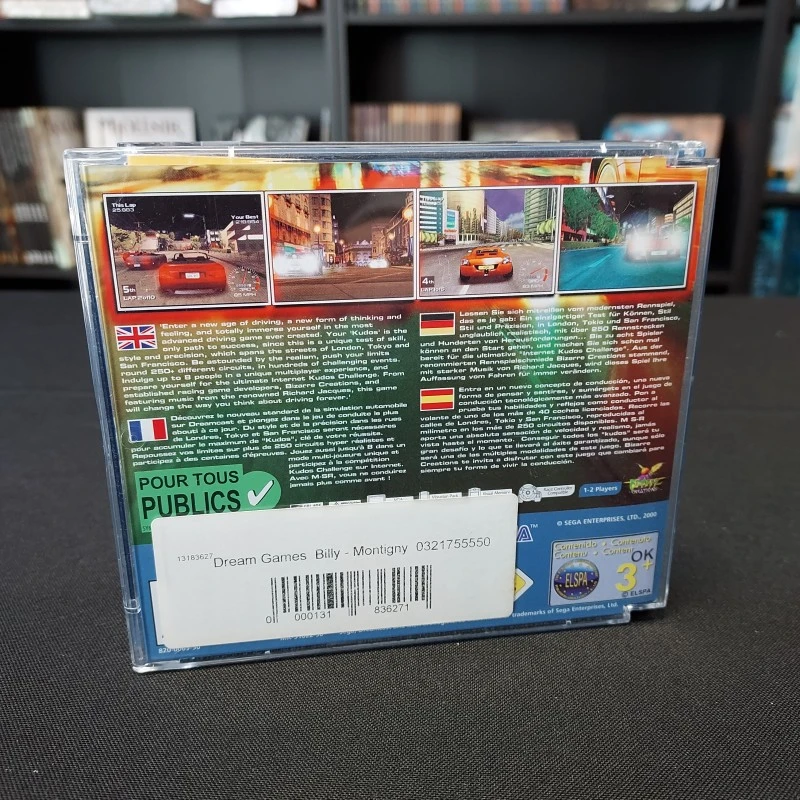 This Lap
Your Best
5th
4th
'Enter a new age of driving, a new form of thinking and
feeling, and totally immerse yourself in the most
advanced driving game ever created. Your 'Kudos' is the
only path to success, since this is a unique test of skill,
style and precision, which spans the streets of London, Tokyo and
San Francisco. Be astounded by the realism, push your limits
round 250+ different circuits, in hundreds of challenging events.
Indulge up to 8 people in a unique multiplayer experience, and
prepare yourself for the ultimate Internet Kudos Challenge. From
established racing game developers, Bizarre Creations, and
featuring music from the renowned Richard Jacques, this game
will change the way you think about driving forever.'
Découvrez le nouveau standard de la simulation automobile
sur Dreamcast et plongez dans le jeu de conduite le plus
abouti à ce jour. Du style et de la précision dans les rues
de Londres, Tokyo et San Francisco seront nécessaires
pour accumuler le maximum de "Kudos", clé de votre réussite.
Repoussez vos limites sur plus de 250 circuits hyper réalistes et
participez à des centaines d'épreuves. Jouez aussi jusqu'à 8 dans un
mode multi-joueurs unique et
participez à la compétition
Kudos Challenge sur Internet.
Avec M-SR, vous ne conduirez
jamais plus comme avant !
POUR TOUS
PUBLICS
Lassen Sie sich mitreißen vom modernsten Rennspiel,
das es je gab: Ein einzigartiger Test für Können, Stil
und Präzision, in London, Tokio und San Francisco,
unglaublich realistisch, mit über 250 Rennstrecken
und Hunderten von Herausforderungen... Bis zu acht Spieler
können an den Start gehen, und machen Sie sich schon mal
bereit für die ultimative "Internet Kudos Challenge". Aus der
renommierten Rennspielschmiede Bizarre Creations stammend,
mit starker Musik von Richard Jacques, wird dieses Spiel Ihre
Auffassung vom Fahren für immer verändern.
Entra en un nuevo concepto de conducción, una nueva
forma de pensar y sentirse, y sumérgete en el juego de
conducción tecnológicamente más avanzado. Pon a
prueba tus habilidades y reflejos como conductor al
volante de uno de los más de 40 coches licenciados. ¡Recorre las
calles de Londres, Tokio y San Francisco, reproducidas al
milímetro en los más de 250 circuitos disponibles. M S R
aporta una absoluta sensación de velocidad y realismo, jamás
vista hasta el momento. Conseguir todos los "kudos" será tu
gran desafío y lo que te llevará al éxito garantizado, aunque sólo
será una de las múltiples modalidades de este juego. Bizarre
Creations te invita a disfrutar con este juego que cambiará para
siempre tu forma de vivir la conducción.
1-2 Players
© SEGA ENTERPRISES, LTD., 2000
13183627 Dream Games Billy - Montigny 0321755550
0 000131 836271
Contenido • Contenuto
ELSPA
OK
3+
© ELSPA
trademarks of Sega Enterprises, Ltd.